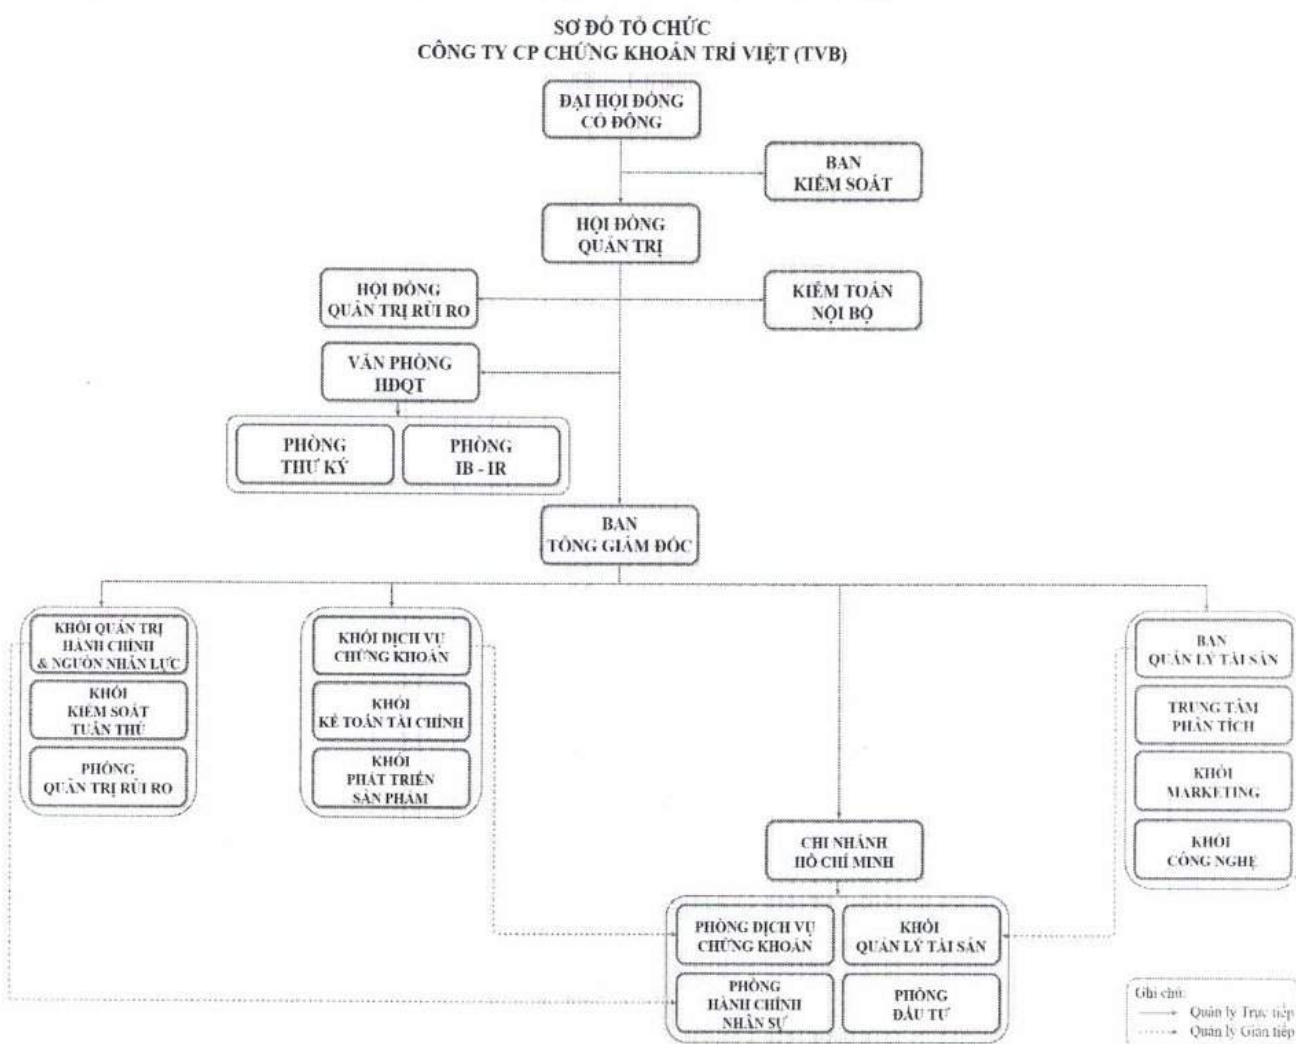 SƠ ĐỒ TỔ CHỨC
CÔNG TY CP CHỨNG KHOÁN TRÍ VIỆT (TVB)
ĐẠI HỘI ĐỒNG
CỔ ĐÔNG
BAN
KIỂM SOÁT
HỘI ĐỒNG
QUẢN TRỊ
HỘI ĐỒNG
QUẢN TRỊ RỦI RO
KIỂM TOÁN
NỘI BỘ
VĂN PHÒNG
HĐQT
PHÒNG
THƯ KÝ
PHÒNG
IB - IR
BAN
TỔNG GIÁM ĐỐC
KHỐI QUẢN TRỊ
HÀNH CHÍNH
& NGUỒN NHÂN LỰC
KHỐI
KIỂM SOÁT
TUÂN THỦ
PHÒNG
QUẢN TRỊ RỦI RO
KHỐI DỊCH VỤ
CHỨNG KHOÁN
KHỐI
KẾ TOÁN TÀI CHÍNH
KHỐI
PHÁT TRIỂN
SẢN PHẨM
BAN
QUẢN LÝ TÀI SẢN
TRUNG TÂM
PHÂN TÍCH
KHỐI
MARKETING
KHỐI
CÔNG NGHỆ
CHI NHÁNH
HỒ CHÍ MINH
PHÒNG DỊCH VỤ
CHỨNG KHOÁN
KHỐI
QUẢN LÝ TÀI SẢN
PHÒNG
HÀNH CHÍNH
NHÂN SỰ
PHÒNG
ĐẦU TƯ
Ghi chú:
Quản lý Trực tiếp
Quản lý Gián tiếp